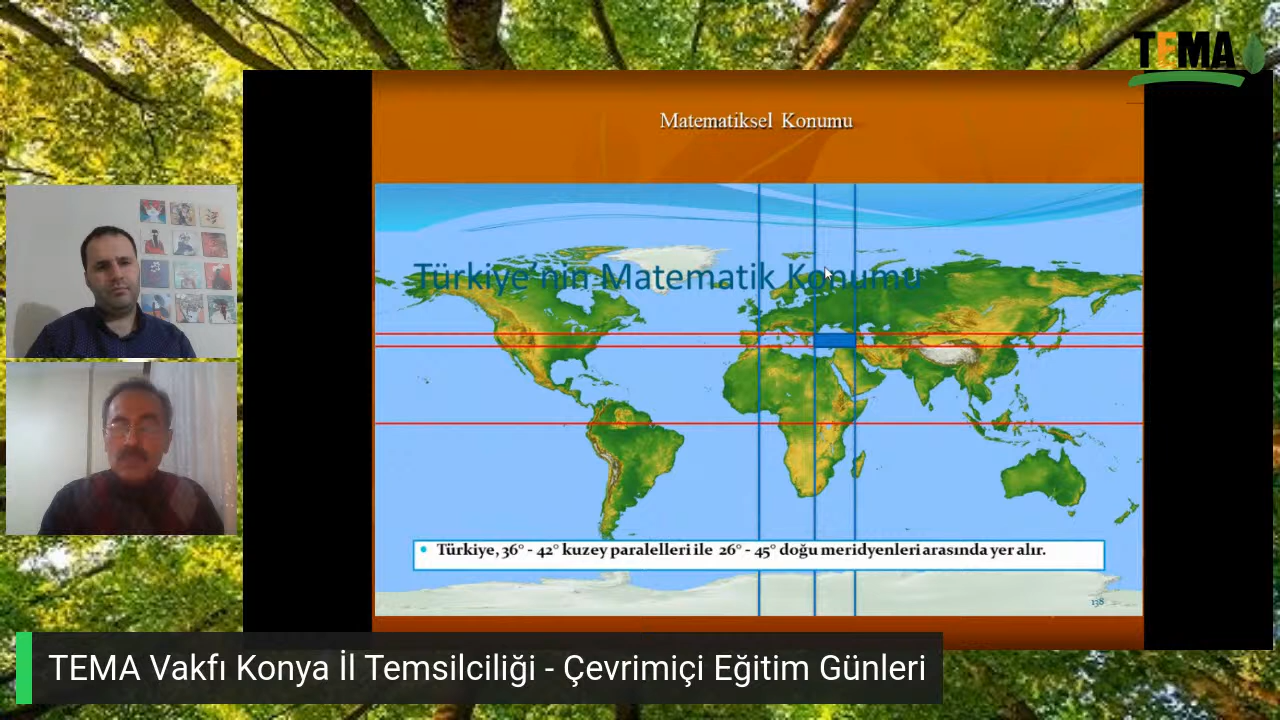 TEMA
Matematiksel Konumu
Türkiye'nin Matematik Konumu
• Türkiye, 36° - 42° kuzey paralelleri ile 26° - 45° doğu meridyenleri arasında yer alır.
138
TEMA Vakfı Konya İl Temsilciliği - Çevrimiçi Eğitim Günleri